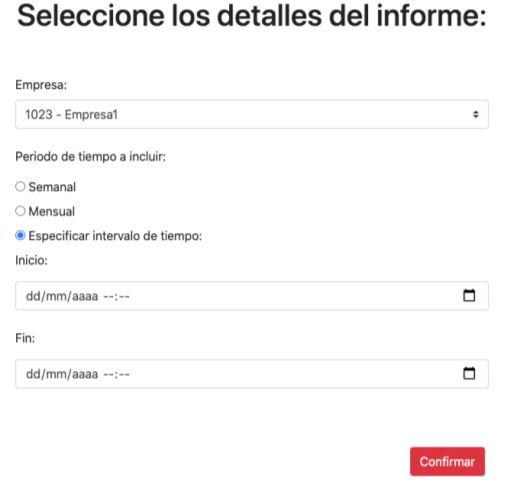 Seleccione los detalles del informe:
Empresa:
1023 - Empresa1
Periodo de tiempo a incluir:
Semanal
Mensual
Especificar intervalo de tiempo:
Inicio:
dd/mm/aaaa --:--
Fin:
dd/mm/aaaa --:--
Confirmar